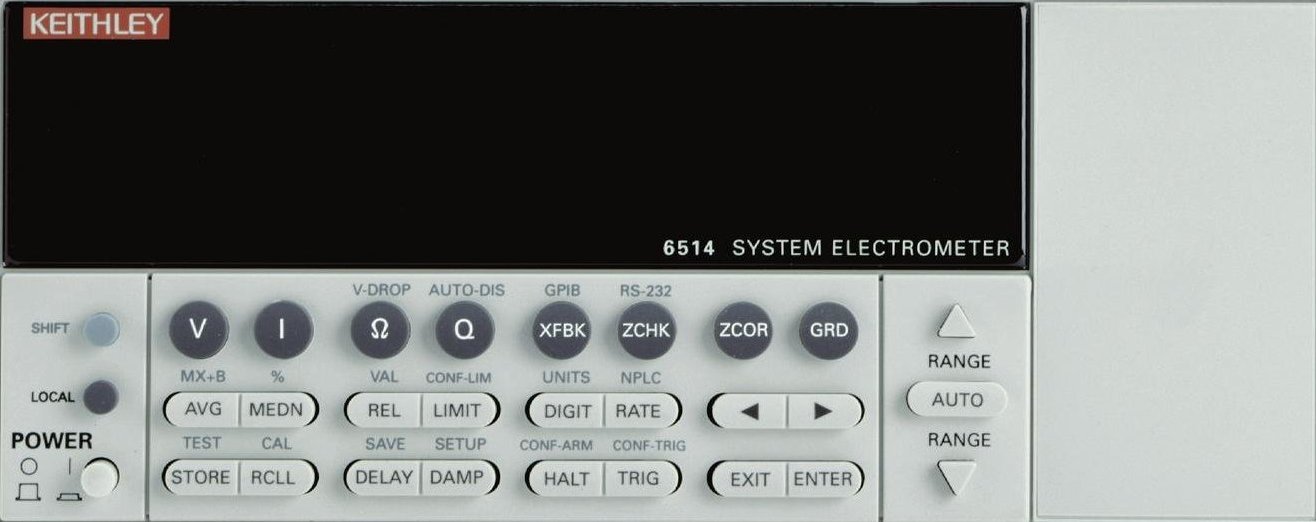 KEITHLEY
6514 SYSTEM ELECTROMETER
V-DROP AUTO-DIS GPIB RS-232
SHIFT V I Ω Q XFBK ZCHK ZCOR GRD
RANGE
MX+B % VAL CONF-LIM UNITS NPLC
LOCAL AVG MEDN REL LIMIT DIGIT RATE ◀ ▶ AUTO
POWER TEST CAL SAVE SETUP CONF-ARM CONF-TRIG RANGE
O I
STORE RCLL DELAY DAMP HALT TRIG EXIT ENTER